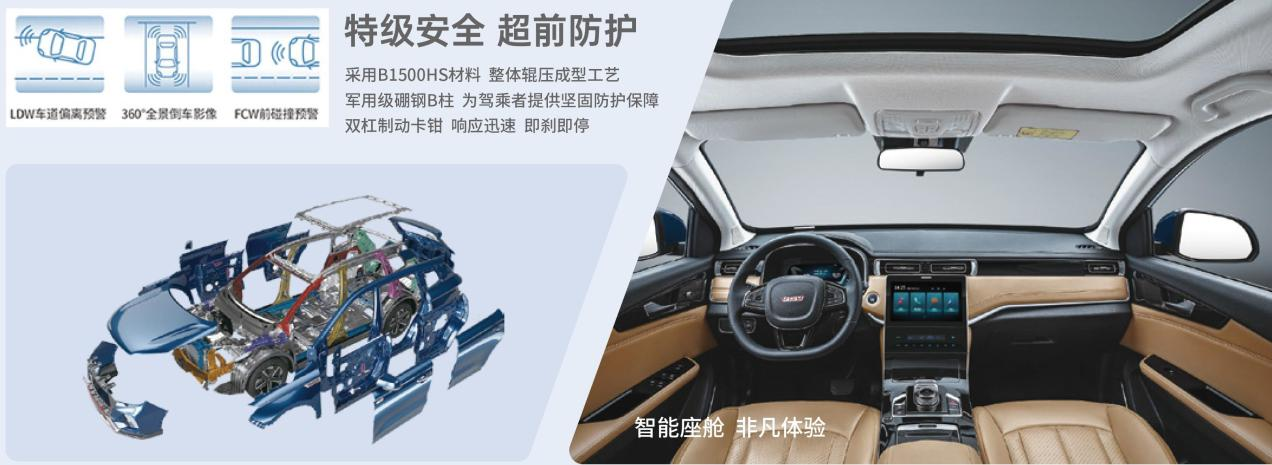 特级安全 超前防护
采用B1500HS材料 整体辊压成型工艺
军用级硼钢B柱 为驾乘者提供坚固防护保障
双杠制动卡钳 响应迅速 即刹即停
LDW车道偏离预警
360°全景倒车影像
FCW前碰撞预警
智能座舱 非凡体验